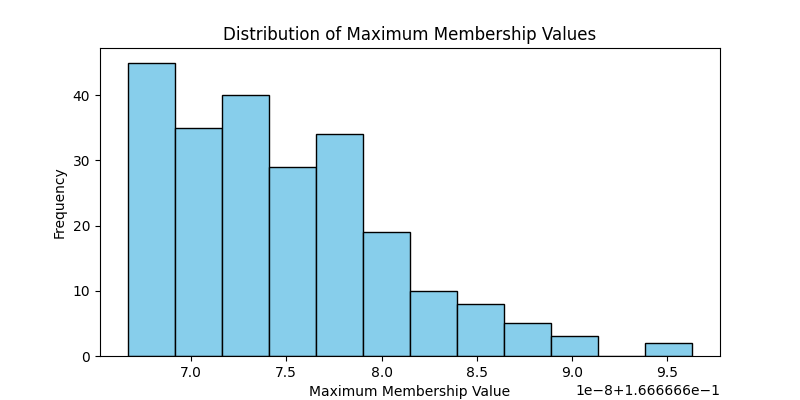 Distribution of Maximum Membership Values
Frequency
40
30
20
10
0
7.0 7.5 8.0 8.5 9.0 9.5
Maximum Membership Value
1e−8+1.666666e−1